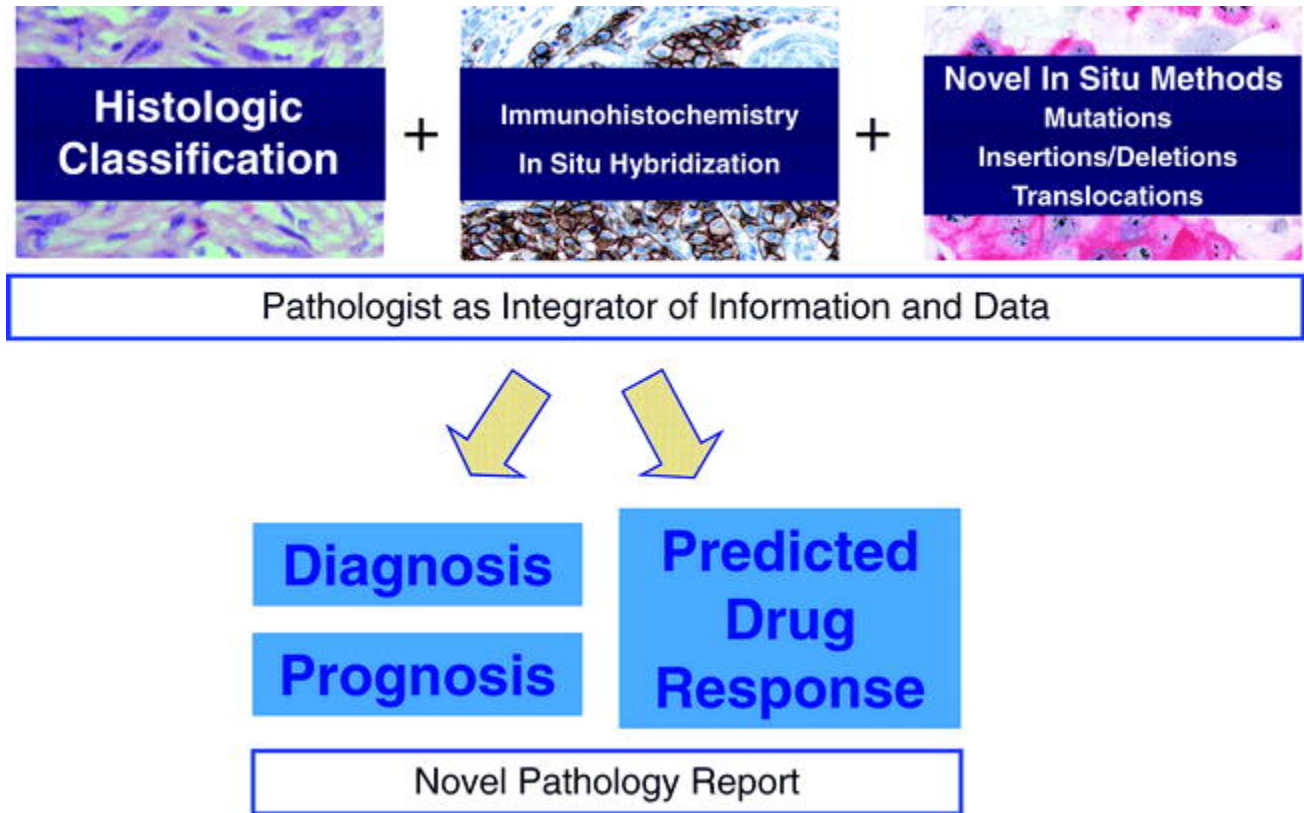 Histologic
Classification
+
Immunohistochemistry
In Situ Hybridization
+
Novel In Situ Methods
Mutations
Insertions/Deletions
Translocations
Pathologist as Integrator of Information and Data
Diagnosis
Prognosis
Predicted
Drug
Response
Novel Pathology Report